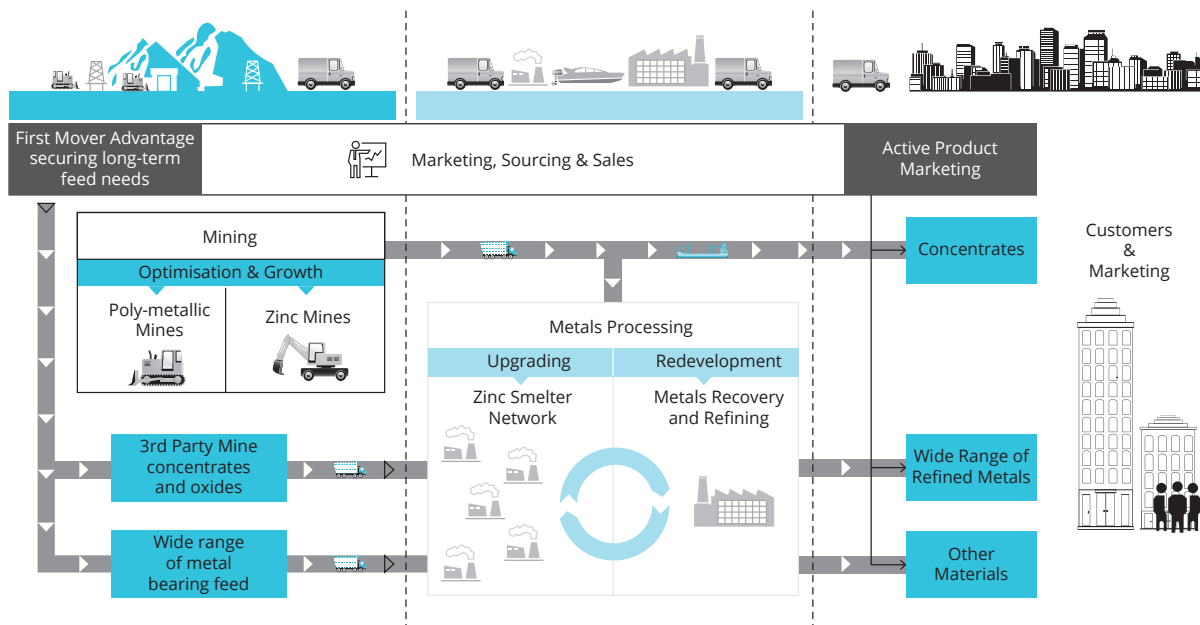 First Mover Advantage
securing long-term
feed needs
Marketing, Sourcing & Sales
Active Product
Marketing
Mining
Optimisation & Growth
Poly-metallic
Mines
Zinc Mines
Concentrates
Customers
&
Marketing
Metals Processing
Upgrading
Redevelopment
Zinc Smelter
Network
Metals Recovery
and Refining
3rd Party Mine
concentrates
and oxides
Wide Range of
Refined Metals
Wide range
of metal
bearing feed
Other
Materials